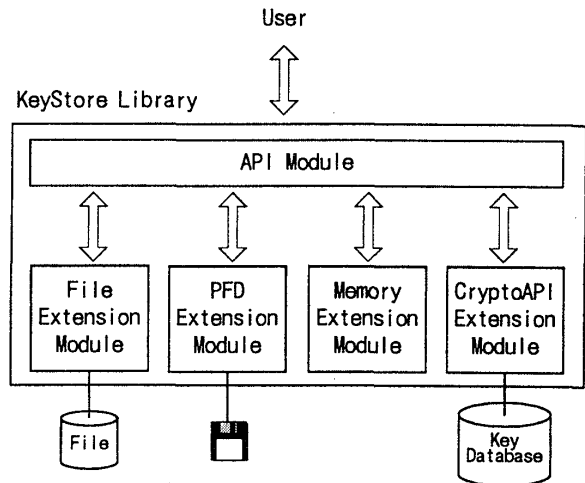 User
KeyStore Library
API Module
File
Extension
Module
PFD
Extension
Module
Memory
Extension
Module
CryptoAPI
Extension
Module
File
Key
Database